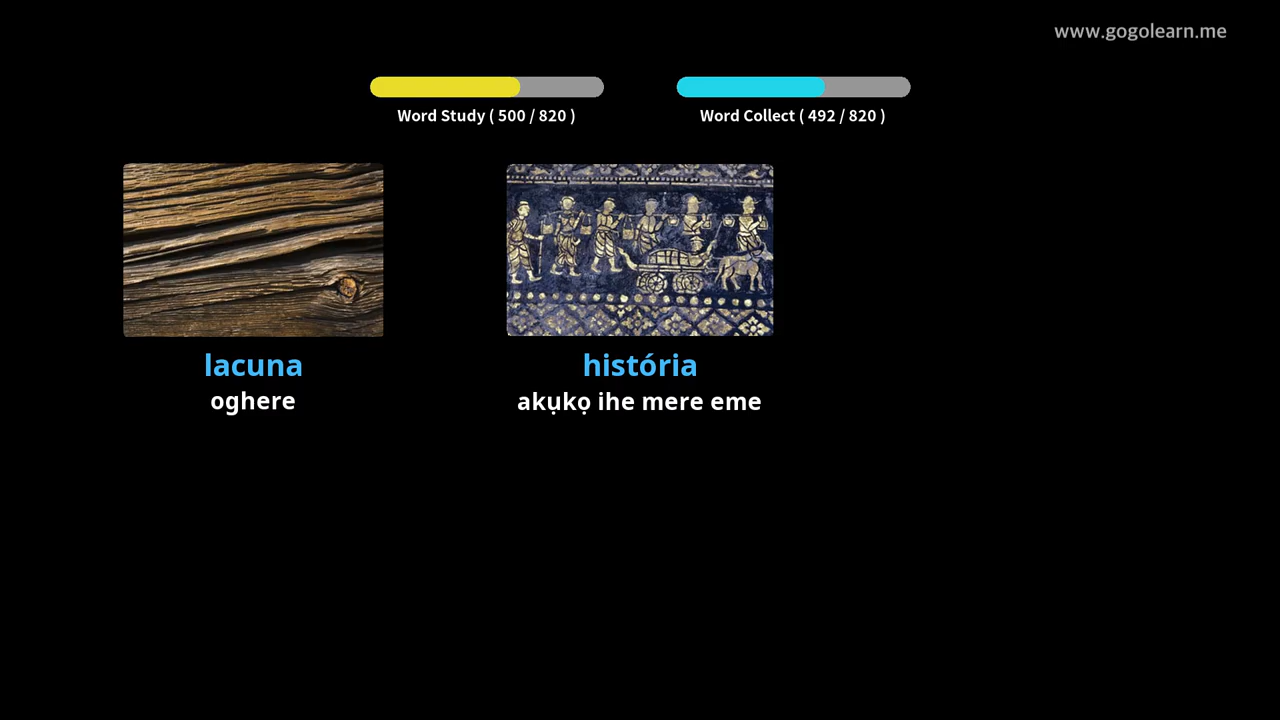 www.gogolearn.me
Word Study ( 500 / 820 )
Word Collect ( 492 / 820 )
lacuna
oghere
história
akụkọ ihe mere eme